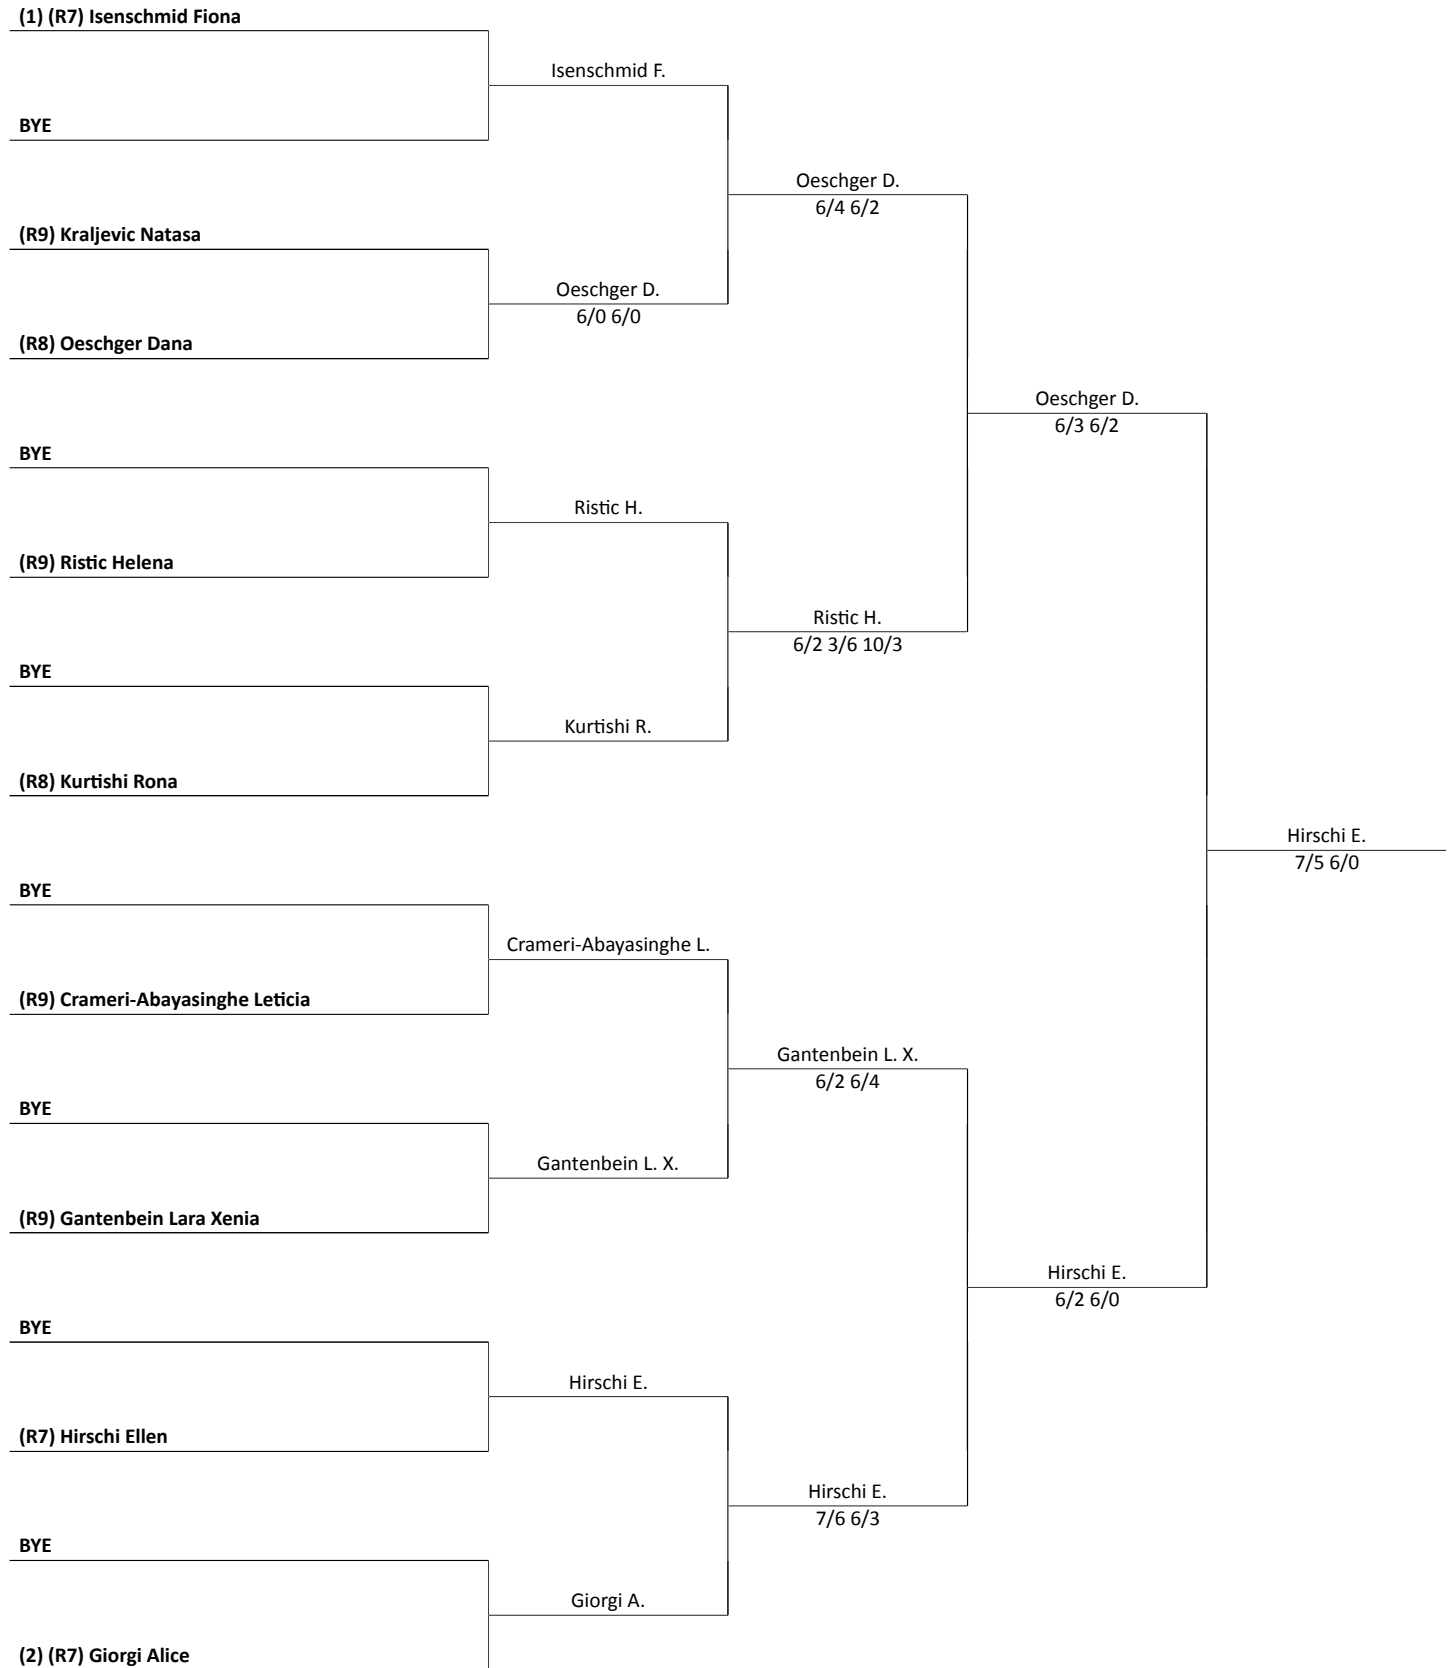 (1) (R7) Isenschmid Fiona
Isenschmid F.
BYE
Oeschger D.
6/4 6/2
(R9) Kraljevic Natasa
Oeschger D.
6/0 6/0
(R8) Oeschger Dana
Oeschger D.
6/3 6/2
BYE
Ristic H.
(R9) Ristic Helena
Ristic H.
6/2 3/6 10/3
BYE
Kurtishi R.
(R8) Kurtishi Rona
Hirschi E.
7/5 6/0
BYE
Crameri-Abayasinghe L.
(R9) Crameri-Abayasinghe Leticia
Gantenbein L. X.
6/2 6/4
BYE
Gantenbein L. X.
(R9) Gantenbein Lara Xenia
Hirschi E.
6/2 6/0
BYE
Hirschi E.
(R7) Hirschi Ellen
Hirschi E.
7/6 6/3
BYE
Giorgi A.
(2) (R7) Giorgi Alice